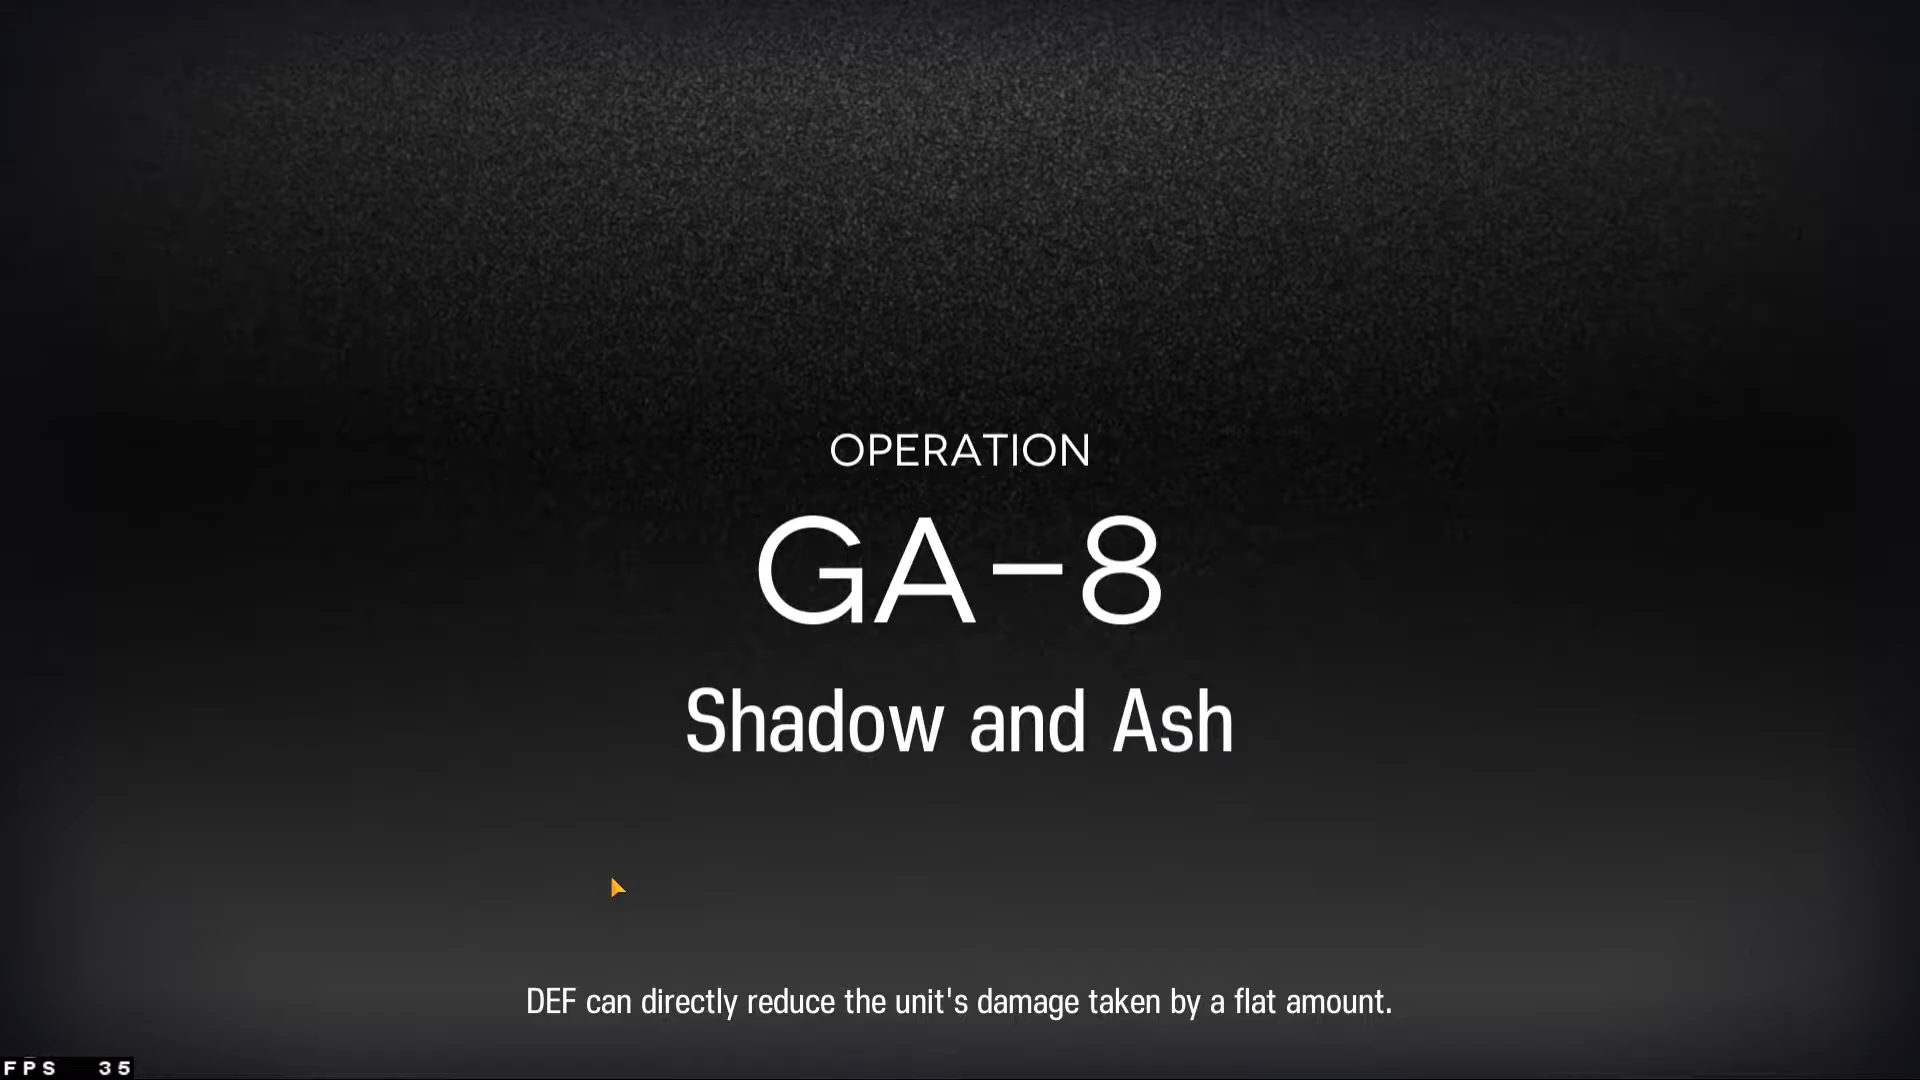 OPERATION
GA-8
Shadow and Ash
DEF can directly reduce the unit's damage taken by a flat amount.
FPS 35